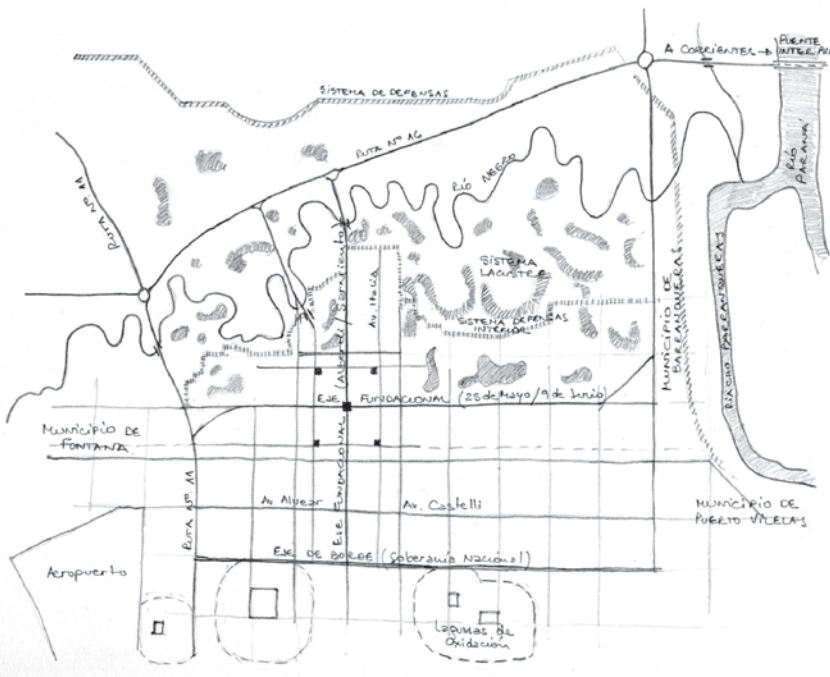 PUENTE
A CORRIENTES → INTER PRO
SISTEMA DE DEFENSAS
RUTA Nº 16
RÍO NEGRO
RÍO
PARANÁ
RUTA Nº 11
SISTEMA
LACUSTRE
SISTEMA DEFENSAS
INTERIOR
(Alberdi / Sarmiento)
Av. Italia
MUNICIPIO DE
BARRANQUERAS
RIACHO BARRANQUERAS
EJE FUNDACIONAL (25 de Mayo / 9 de Julio)
MUNICIPIO DE
FONTANA
EJE FUNDACIONAL
RUTA Nº 11
Av. Alvear
Av. Castelli
MUNICIPIO DE
PUERTO VILELAS
EJE DE BORDE (Soberanía Nacional)
Aeropuerto
Lagunas de
Oxidación